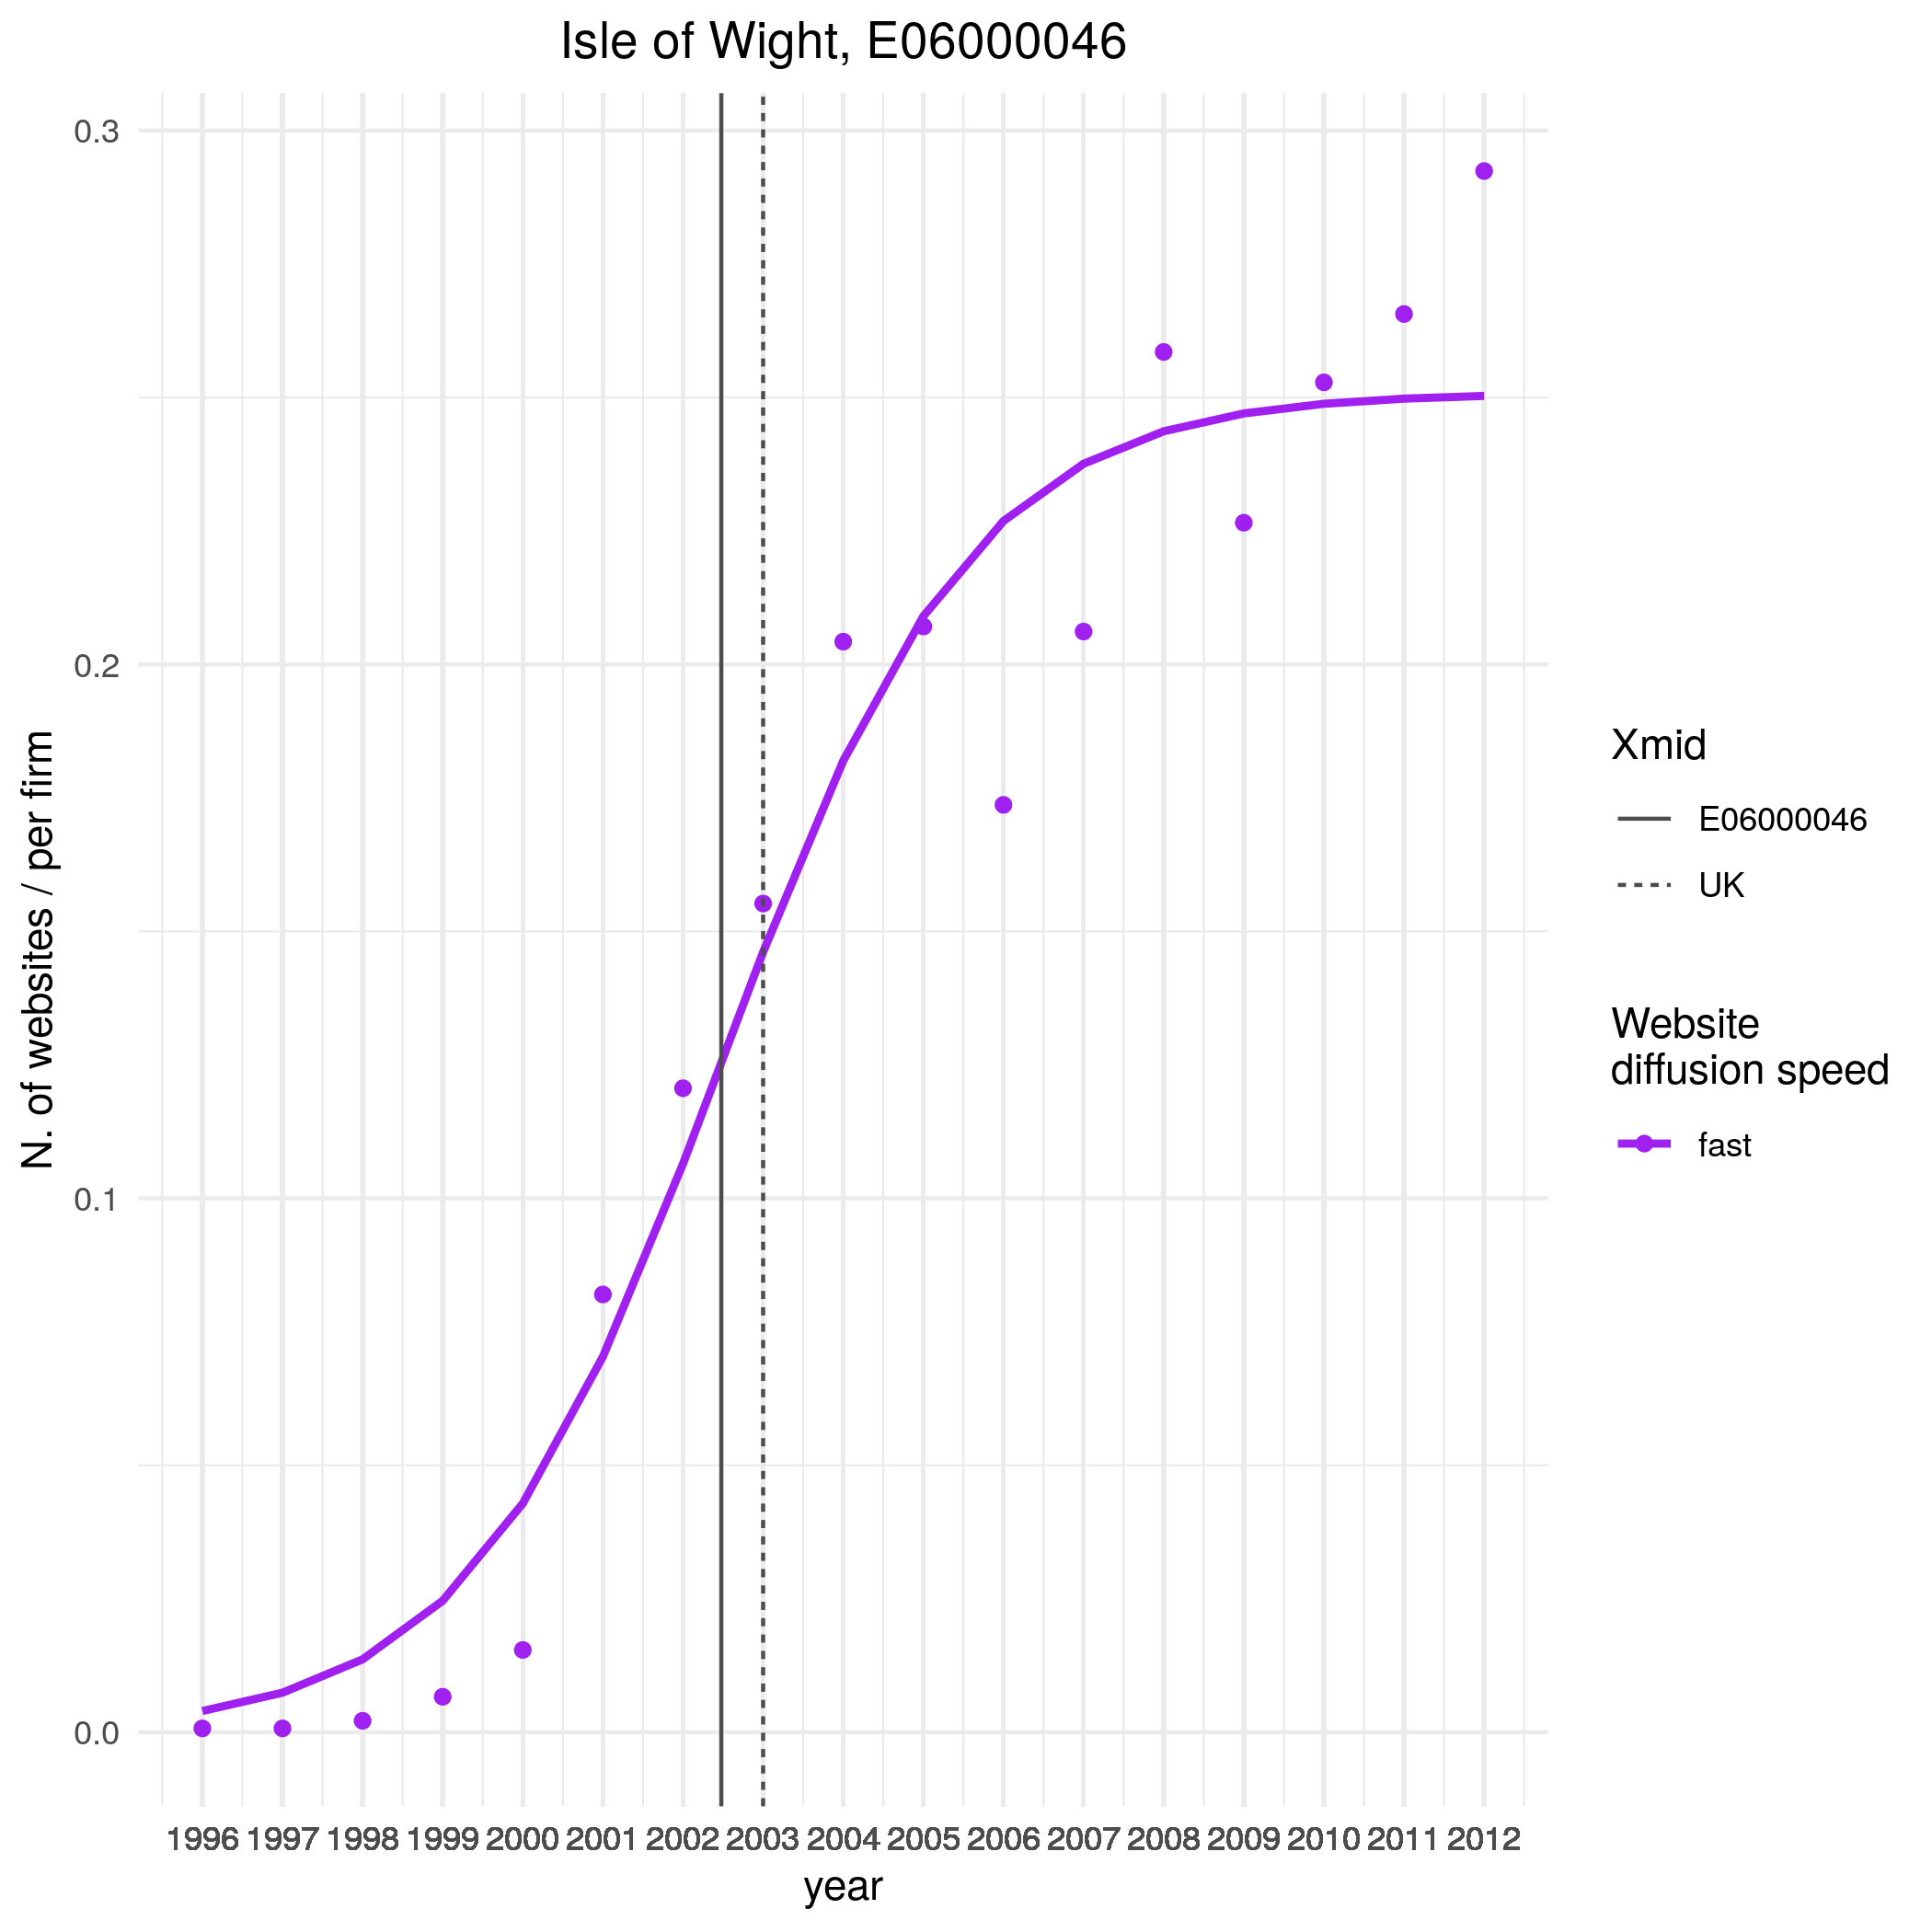 Isle of Wight, E06000046
0.3
0.2
0.1
0.0
N. of websites / per firm
1996 1997 1998 1999 2000 2001 2002 2003 2004 2005 2006 2007 2008 2009 2010 2011 2012
year
Xmid
E06000046
UK
Website
diffusion speed
fast